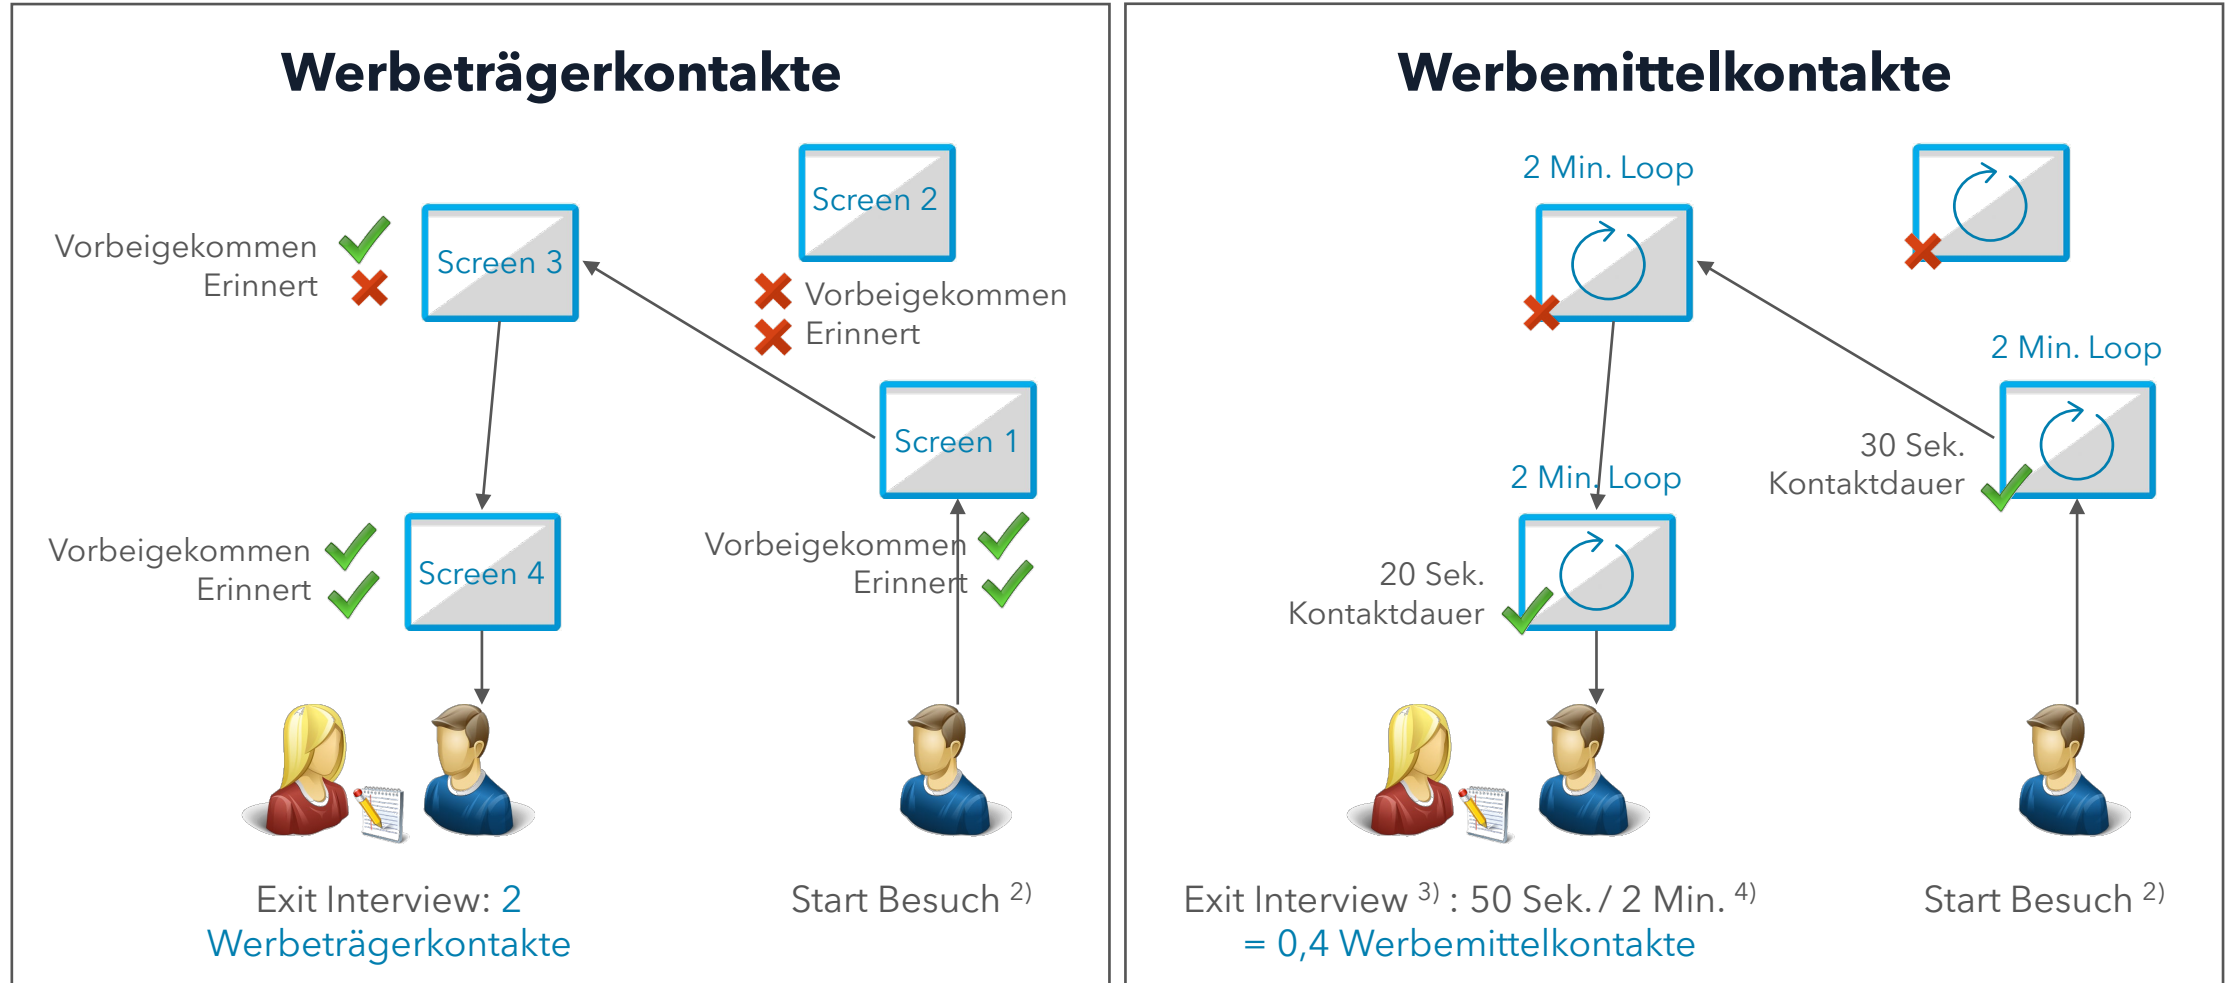 Werbeträgerkontakte
Screen 2
Vorbeigekommen
Erinnert
Screen 3
Vorbeigekommen
Erinnert
Screen 1
Vorbeigekommen
Erinnert
Vorbeigekommen
Erinnert
Screen 4
Exit Interview: 2
Werbeträgerkontakte
Start Besuch 2)
Werbemittelkontakte
2 Min. Loop
2 Min. Loop
30 Sek.
Kontaktdauer
2 Min. Loop
20 Sek.
Kontaktdauer
Exit Interview 3) : 50 Sek. / 2 Min. 4)
= 0,4 Werbemittelkontakte
Start Besuch 2)